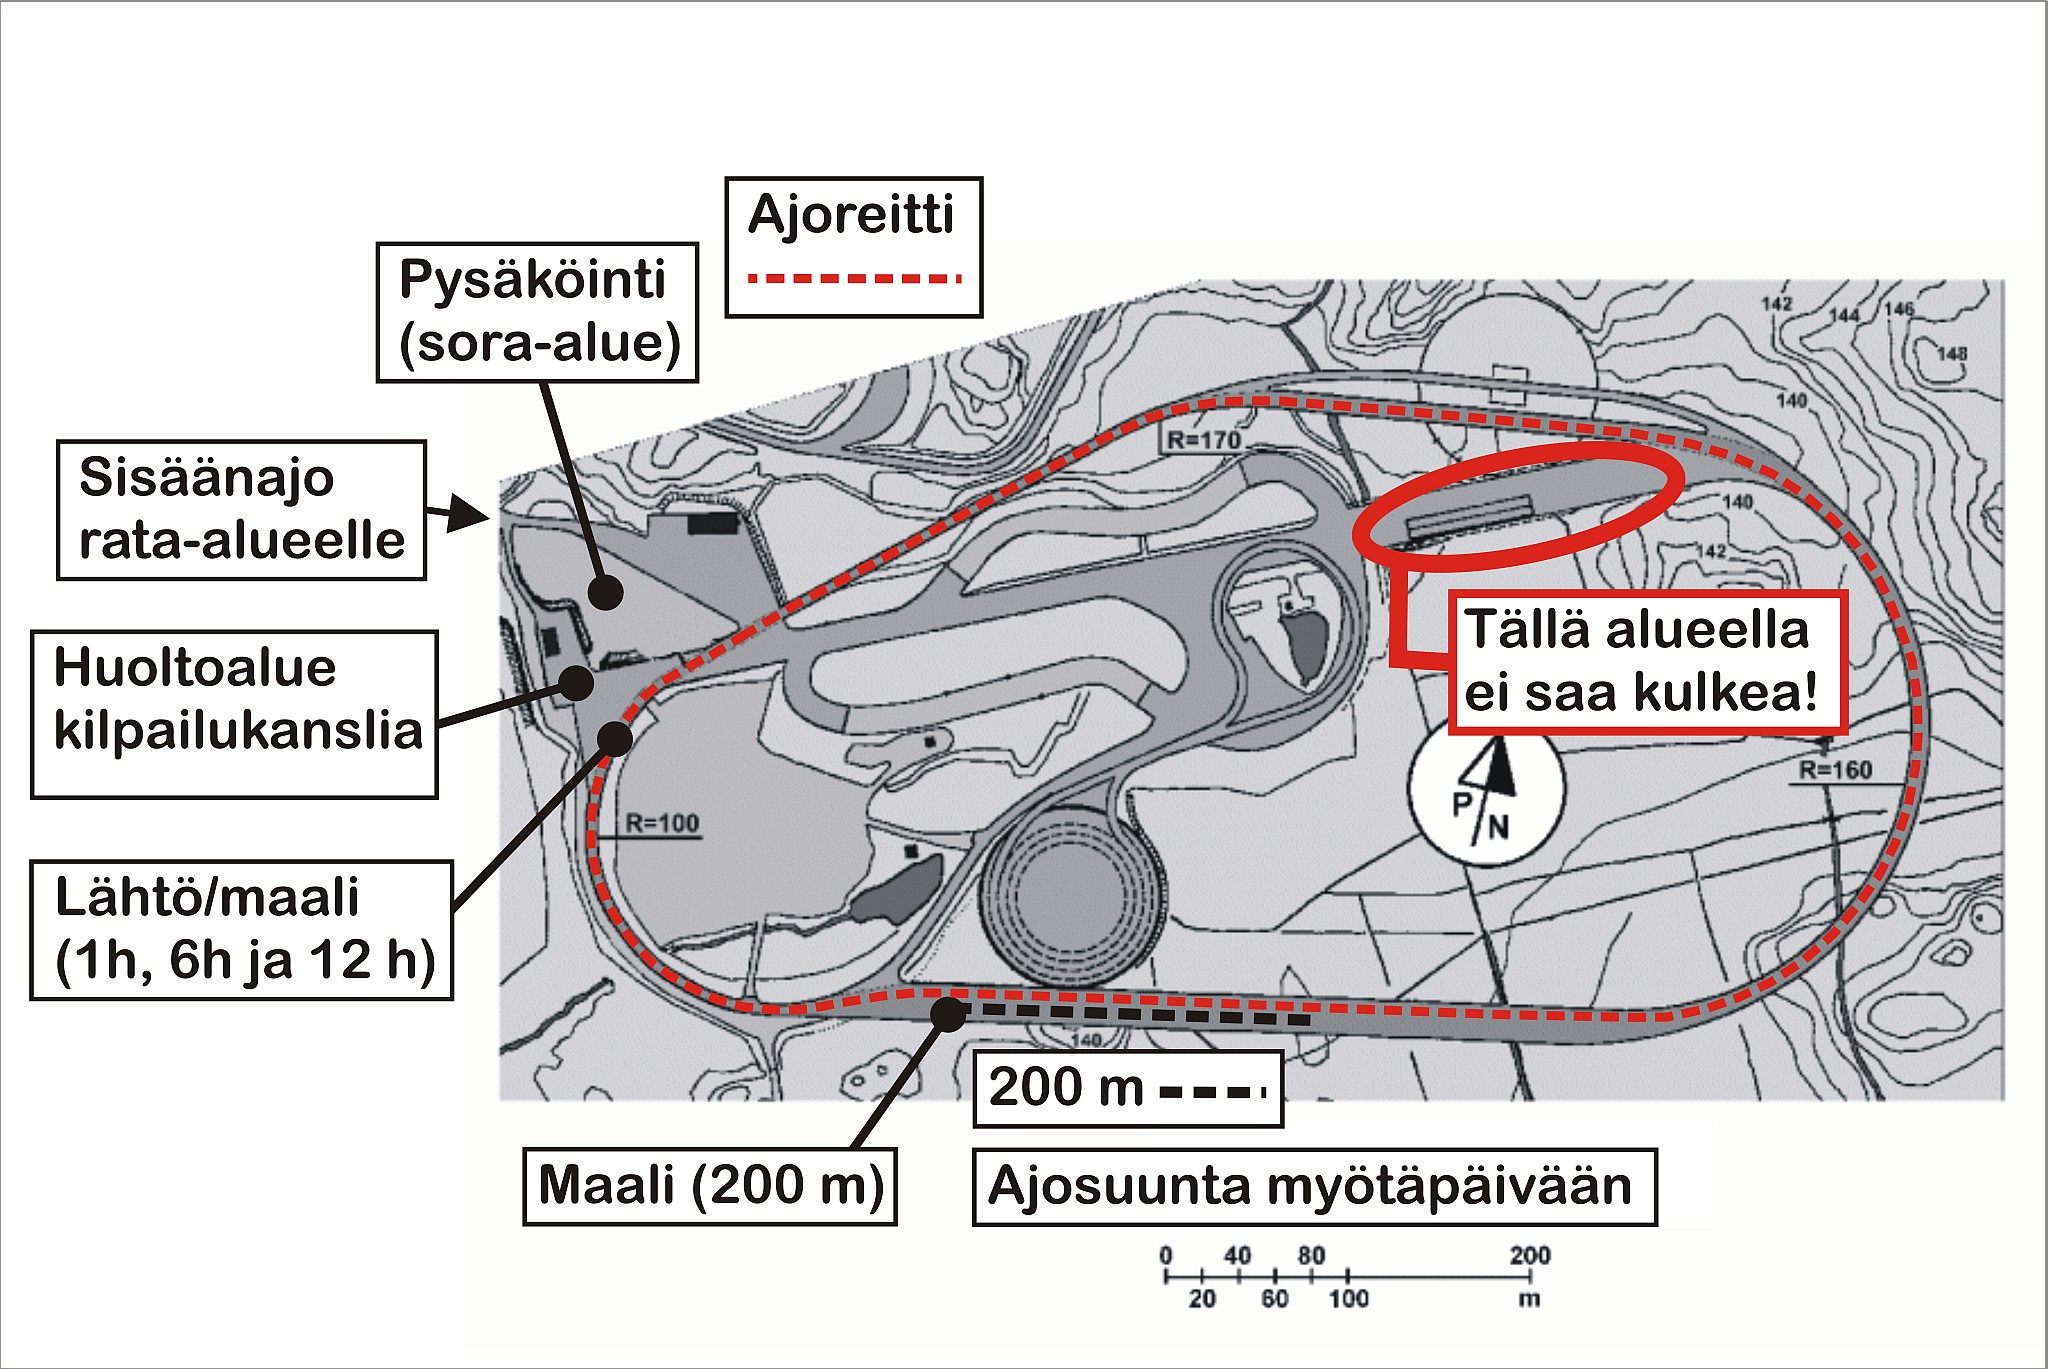 Ajoreitti
Pysäköinti
(sora-alue)
Sisäänajo
rata-alueelle
Huoltoalue
kilpailukanslia
Lähtö/maali
(1h, 6h ja 12 h)
142
144
146
148
140
R=170
140
142
Tällä alueella
ei saa kulkea!
P
N
R=160
R=100
140
200 m
Maali (200 m)
Ajosuunta myötäpäivään
0 40 80 200
20 60 100 m